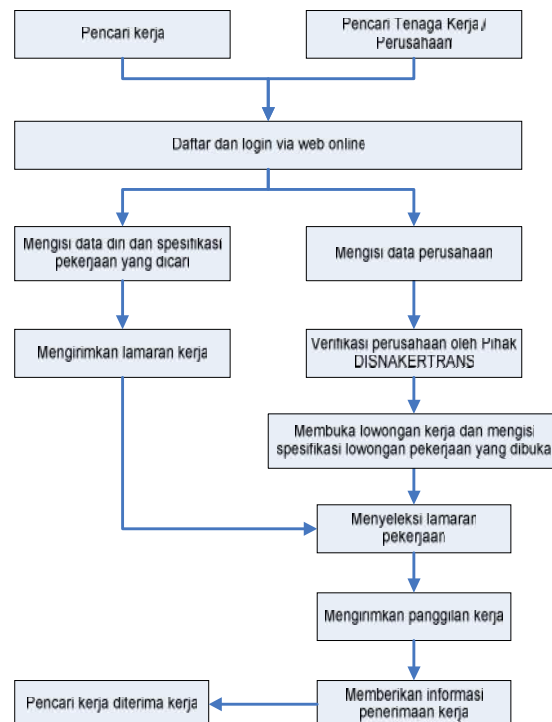 Pencari kerja
Pencari Tenaga Kerja /
Perusahaan
Daftar dan login via web online
Mengisi data diri dan spesifikasi
pekerjaan yang dicari
Mengisi data perusahaan
Mengirimkan lamaran kerja
Verifikasi perusahaan oleh Pihak
DISNAKERTRANS
Membuka lowongan kerja dan mengisi
spesifikasi lowongan pekerjaan yang dibuka
Menyeleksi lamaran
pekerjaan
Mengirimkan panggilan kerja
Pencari kerja diterima kerja
Memberikan informasi
penerimaan kerja